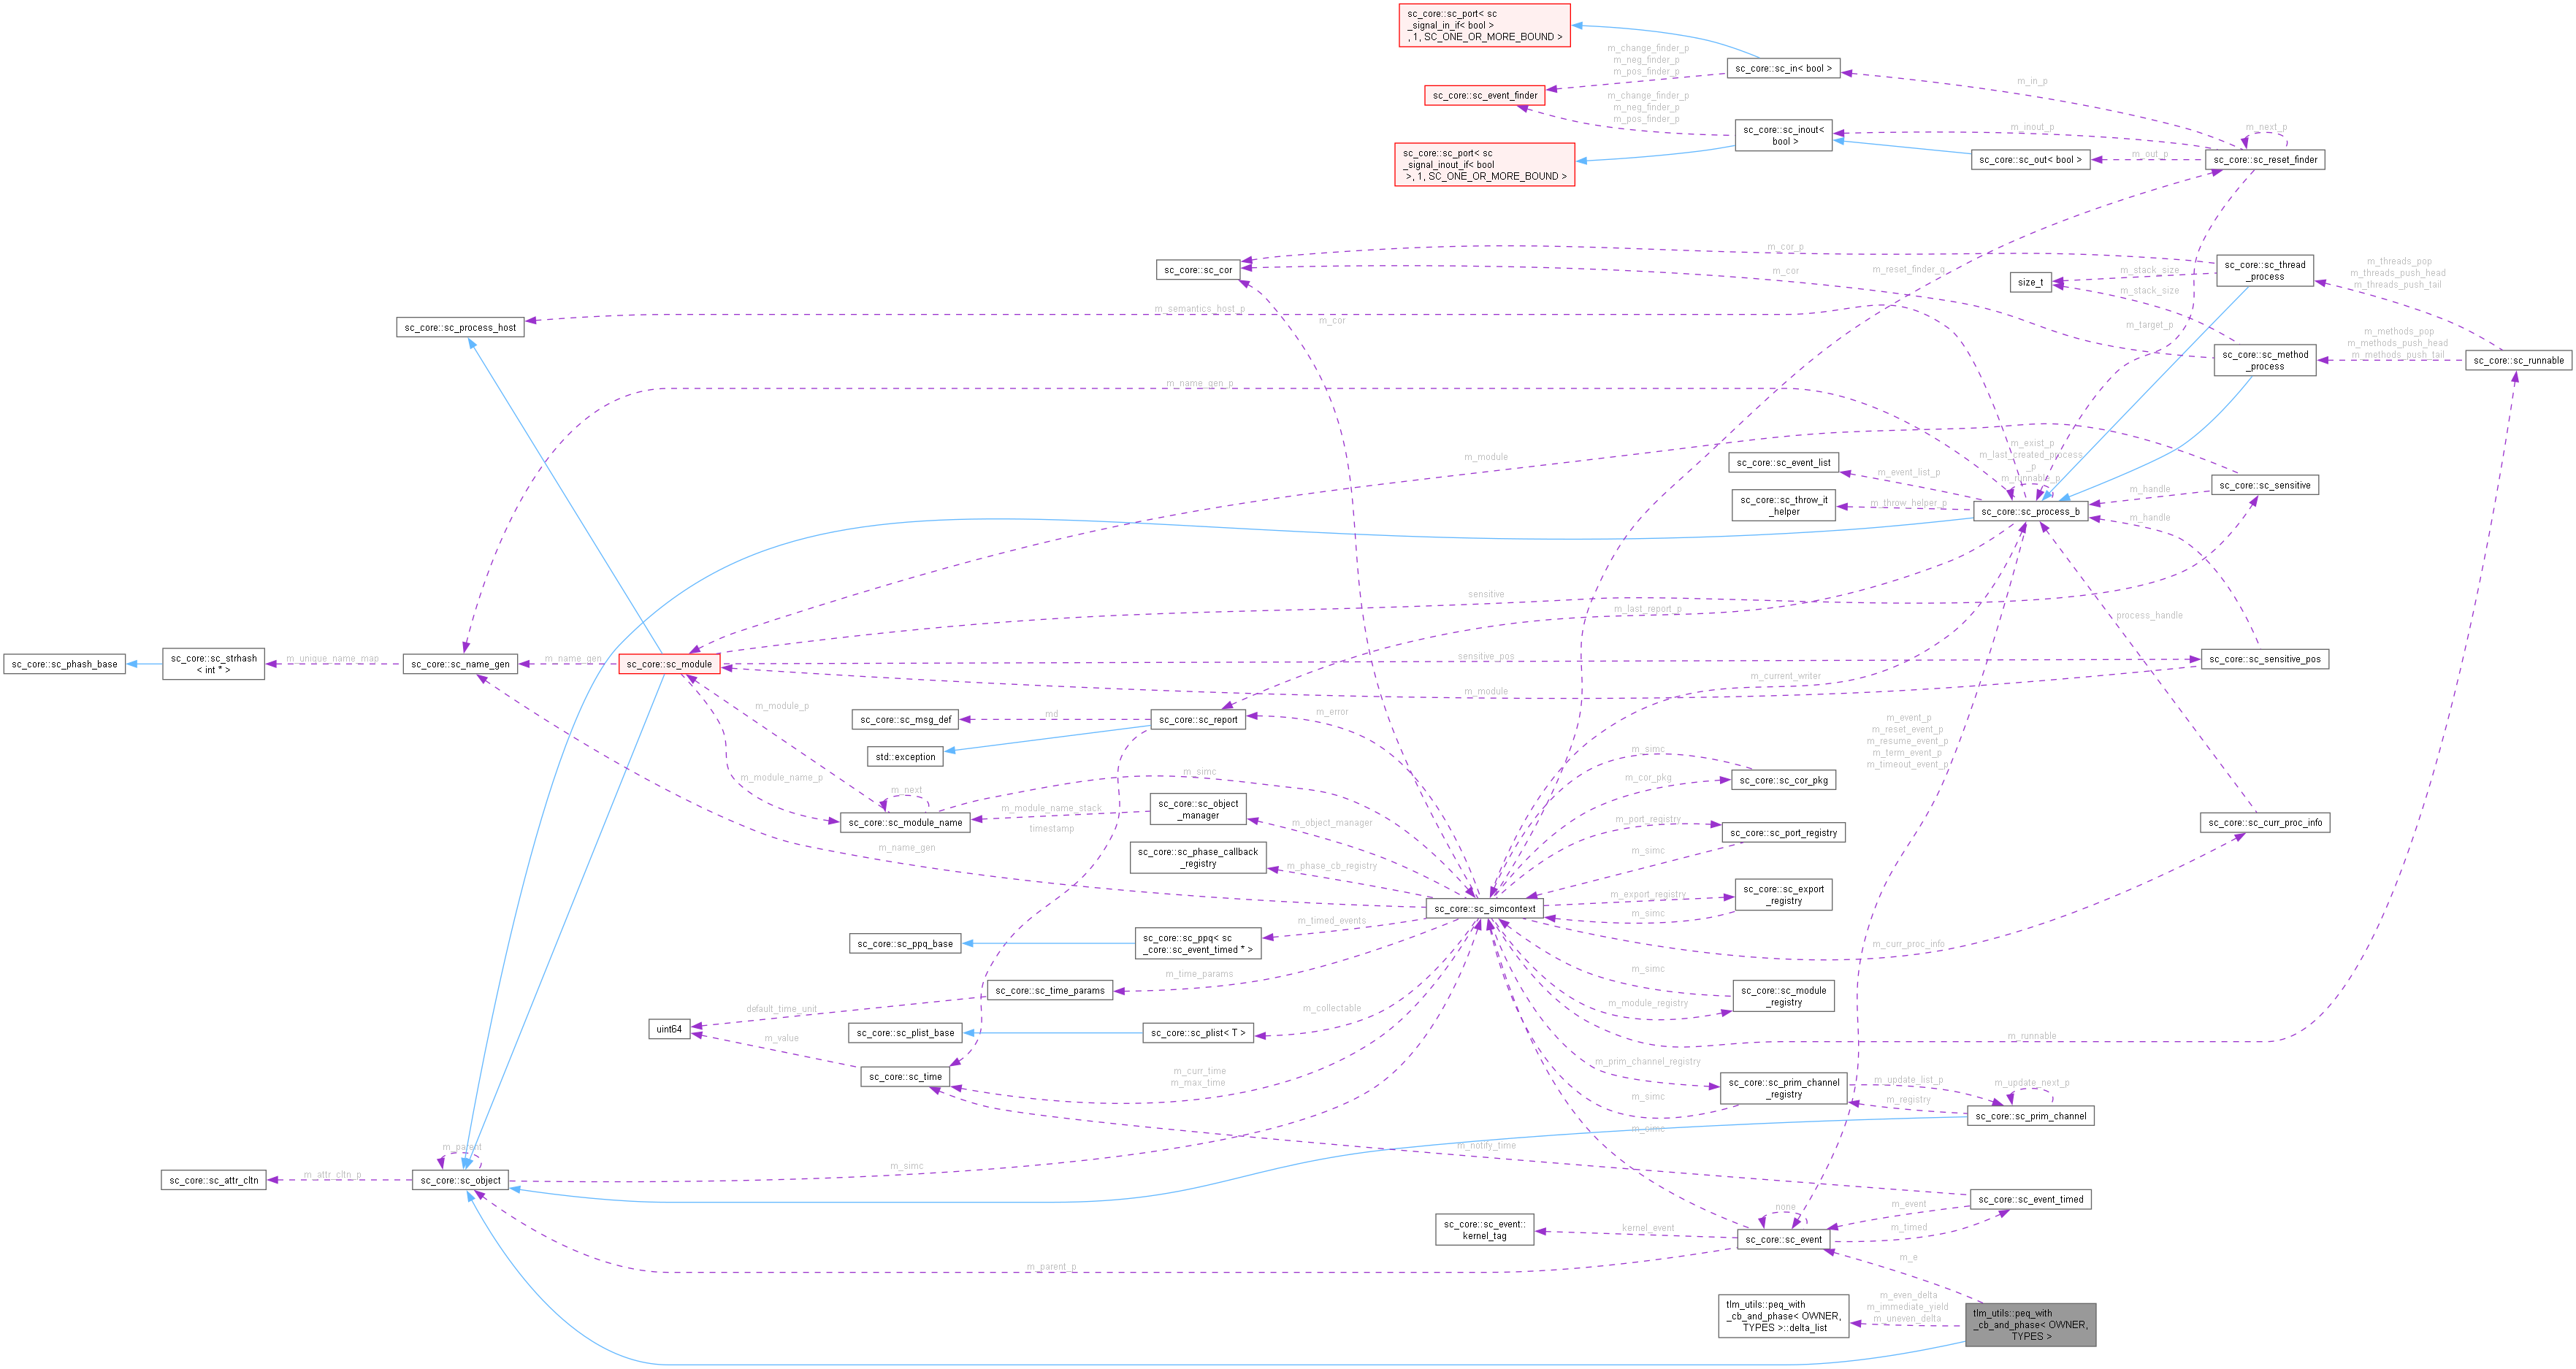 sc_core::sc_port< sc
_signal_in_if< bool >
, 1, SC_ONE_OR_MORE_BOUND >
m_change_finder_p
m_neg_finder_p
m_pos_finder_p
sc_core::sc_in< bool >
m_in_p
sc_core::sc_event_finder
m_change_finder_p
m_neg_finder_p
m_pos_finder_p
sc_core::sc_inout<
bool >
m_inout_p
m_next_p
sc_core::sc_port< sc
_signal_inout_if< bool
>, 1, SC_ONE_OR_MORE_BOUND >
sc_core::sc_out< bool >
m_out_p
sc_core::sc_reset_finder
m_cor_p
sc_core::sc_cor
m_cor
m_reset_finder_q
size_t
m_stack_size
m_stack_size
sc_core::sc_thread
_process
m_threads_pop
m_threads_push_head
m_threads_push_tail
sc_core::sc_process_host
m_semantics_host_p
m_cor
m_target_p
sc_core::sc_method
_process
m_methods_pop
m_methods_push_head
m_methods_push_tail
sc_core::sc_runnable
m_name_gen_p
m_module
sc_core::sc_event_list
m_event_list_p
m_exist_p
m_last_created_process
_p
m_runnable_p
sc_core::sc_throw_it
_helper
m_throw_helper_p
sc_core::sc_process_b
m_handle
m_handle
sc_core::sc_sensitive
sensitive
m_last_report_p
process_handle
sc_core::sc_phash_base
sc_core::sc_strhash
< int * >
m_unique_name_map
sc_core::sc_name_gen
m_name_gen
sc_core::sc_module
sensitive_pos
sc_core::sc_sensitive_pos
m_module
m_current_writer
m_module_p
sc_core::sc_msg_def
md
sc_core::sc_report
m_error
std::exception
m_event_p
m_reset_event_p
m_resume_event_p
m_term_event_p
m_timeout_event_p
m_module_name_p
m_next
m_simc
m_simc
m_cor_pkg
sc_core::sc_cor_pkg
sc_core::sc_module_name
m_module_name_stack
sc_core::sc_object
_manager
m_object_manager
m_port_registry
sc_core::sc_port_registry
sc_core::sc_curr_proc_info
timestamp
m_name_gen
sc_core::sc_phase_callback
_registry
m_phase_cb_registry
m_simc
sc_core::sc_simcontext
m_export_registry
m_simc
sc_core::sc_export
_registry
sc_core::sc_ppq_base
sc_core::sc_ppq< sc
_core::sc_event_timed * >
m_timed_events
m_curr_proc_info
m_time_params
sc_core::sc_time_params
m_simc
m_module_registry
sc_core::sc_module
_registry
default_time_unit
uint64
m_value
sc_core::sc_plist_base
sc_core::sc_plist< T >
m_collectable
m_runnable
sc_core::sc_time
m_curr_time
m_max_time
m_prim_channel_registry
m_simc
sc_core::sc_prim_channel
_registry
m_update_list_p
m_registry
m_update_next_p
sc_core::sc_prim_channel
m_simc
m_notify_time
m_parent
m_attr_cltn_p
sc_core::sc_attr_cltn
sc_core::sc_object
m_simc
sc_core::sc_event_timed
m_event
m_timed
none
sc_core::sc_event::
kernel_tag
kernel_event
sc_core::sc_event
m_parent_p
m_e
tlm_utils::peq_with
_cb_and_phase< OWNER,
TYPES >::delta_list
m_even_delta
m_immediate_yield
m_uneven_delta
tlm_utils::peq_with
_cb_and_phase< OWNER,
TYPES >